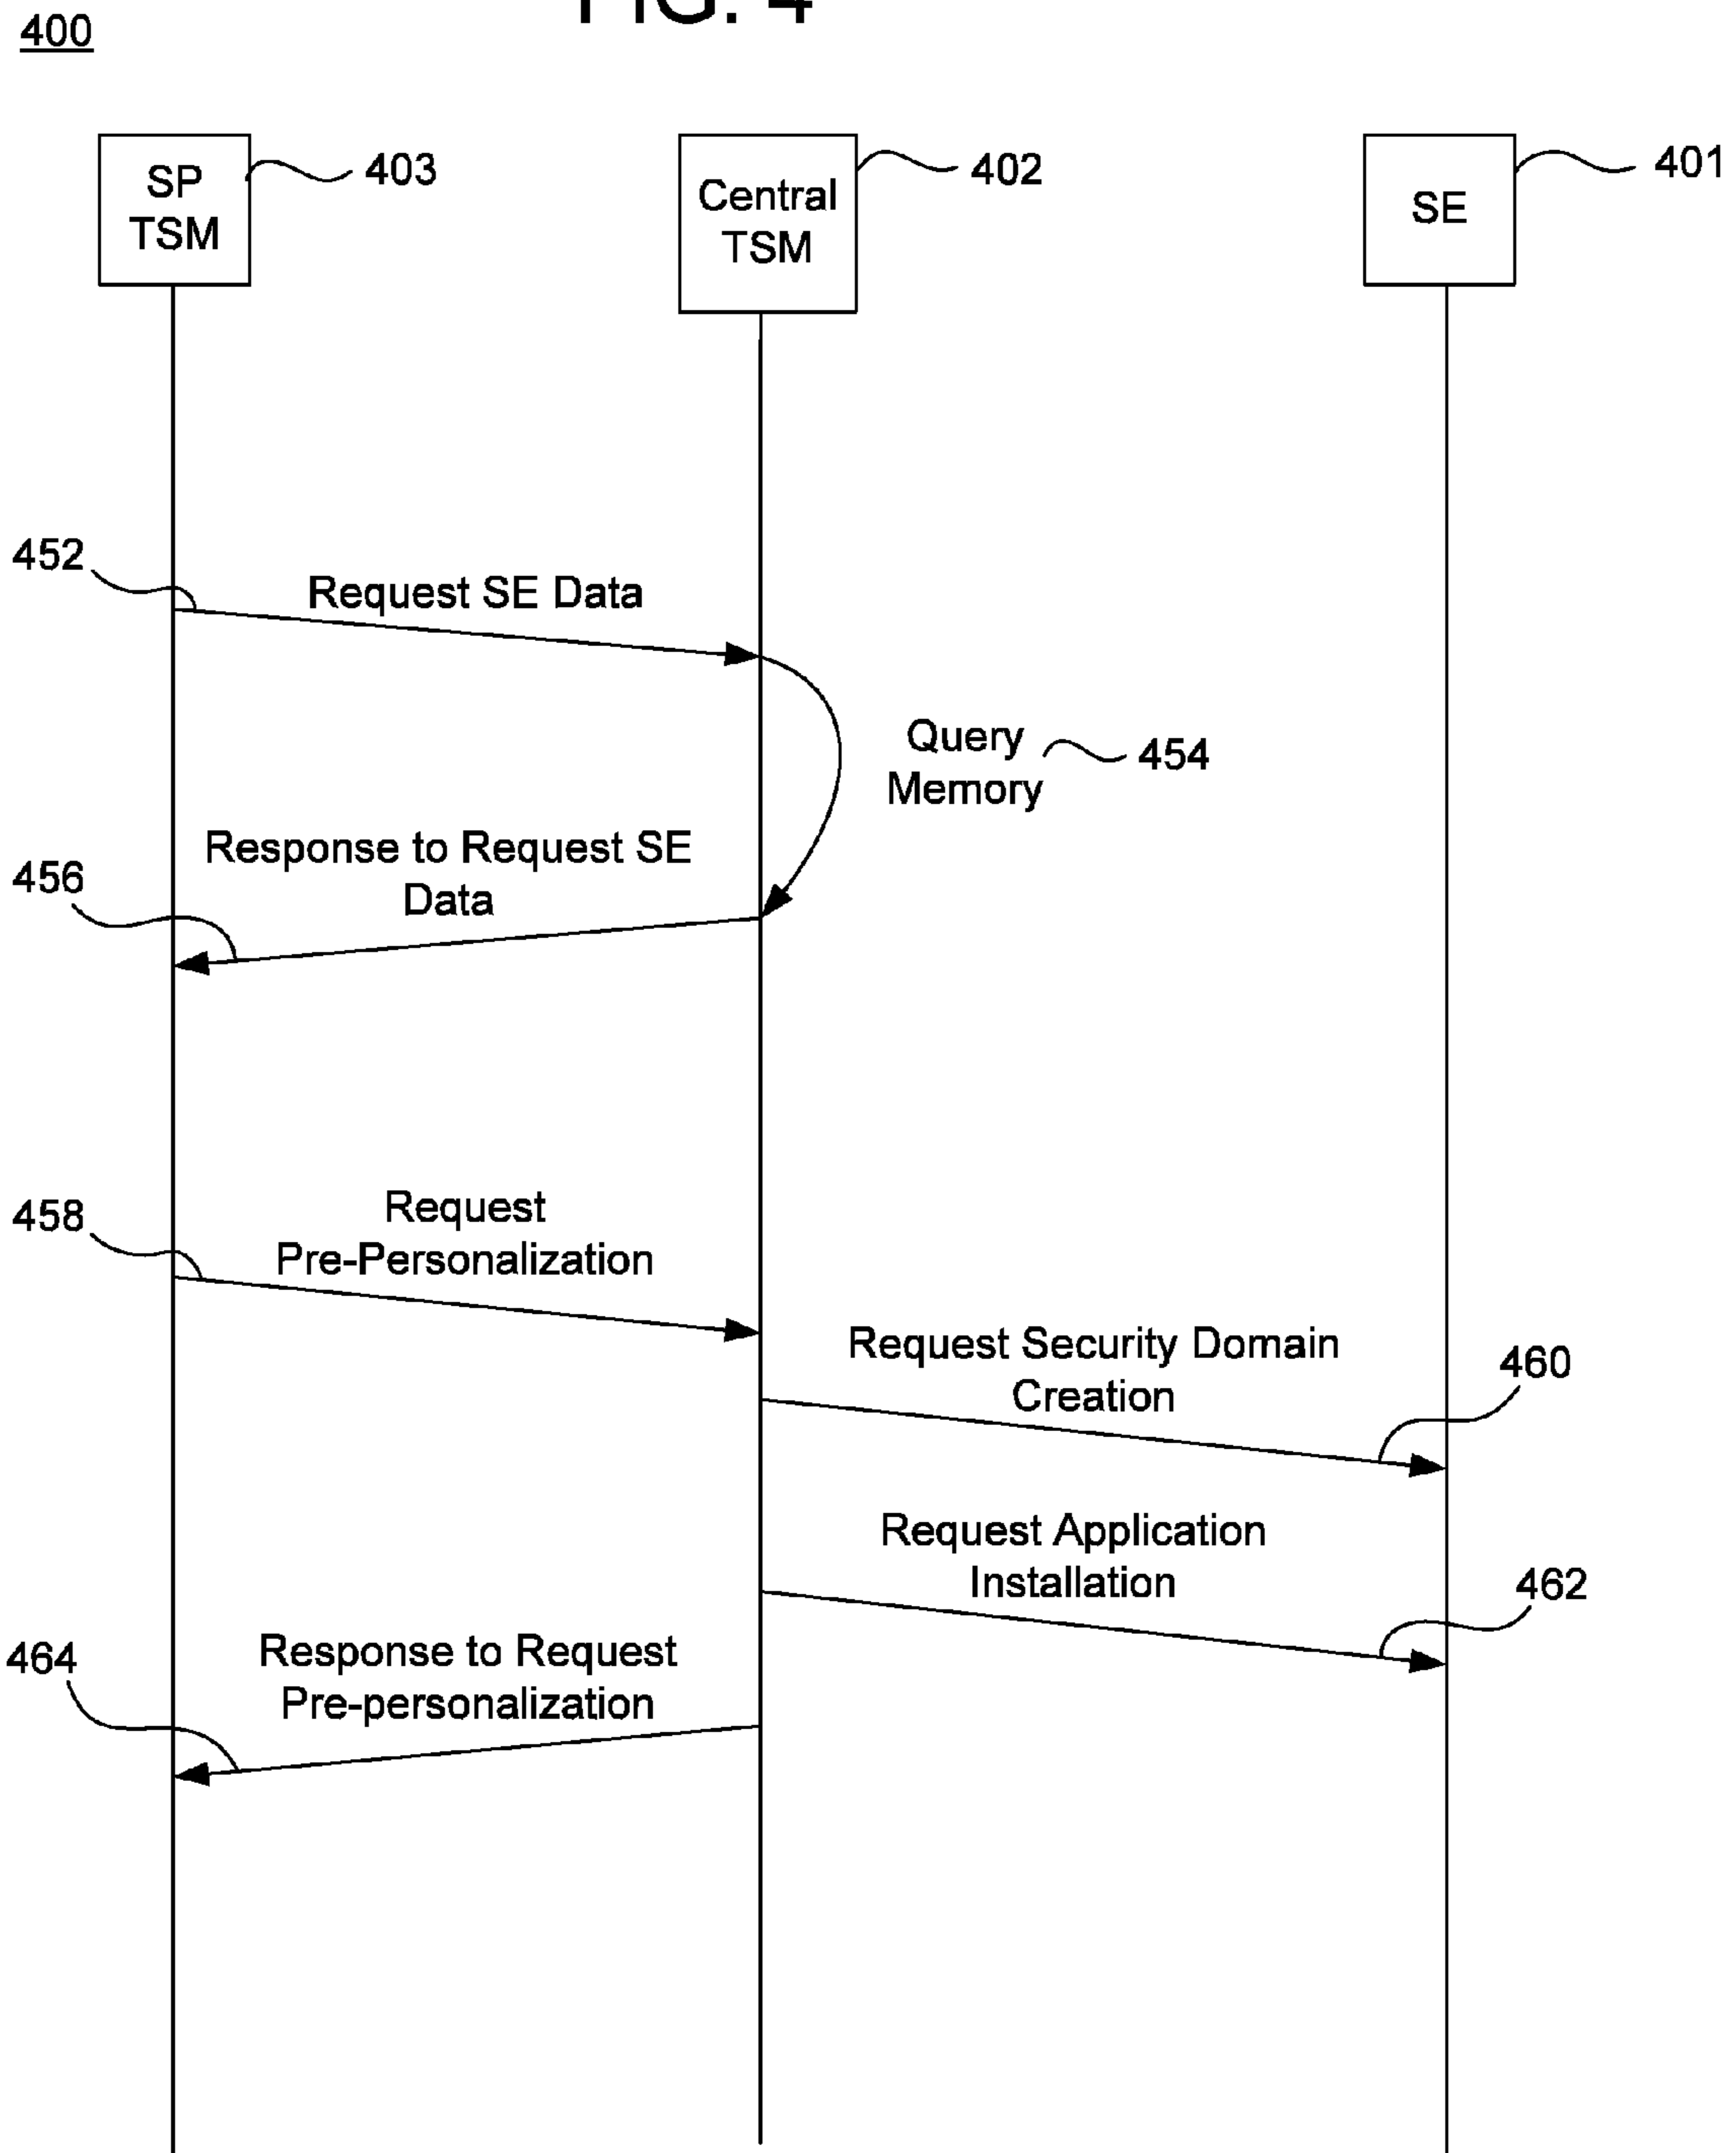 FIG. 4
400
SP
TSM
403
Central
TSM
402
SE
401
452
Request SE Data
Query
Memory
454
Response to Request SE
Data
456
458
Request
Pre-Personalization
Request Security Domain
Creation
460
Request Application
Installation
462
464
Response to Request
Pre-personalization